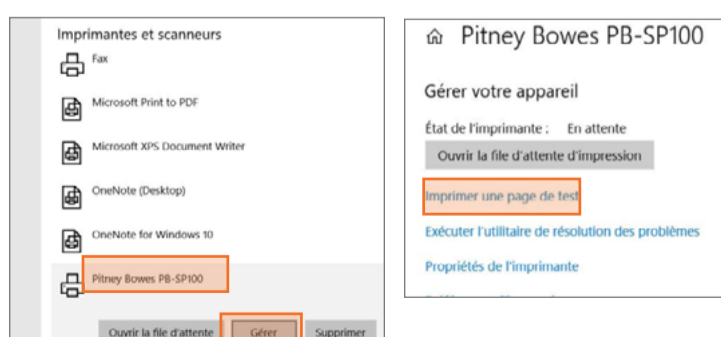 Imprimantes et scanneurs
Fax
Microsoft Print to PDF
Microsoft XPS Document Writer
OneNote (Desktop)
OneNote for Windows 10
Pitney Bowes PB-SP100
Ouvrir la file d'attente
Gérer
Supprimer
Pitney Bowes PB-SP100
Gérer votre appareil
État de l'imprimante : En attente
Ouvrir la file d'attente d'impression
Imprimer une page de test
Exécuter l'utilitaire de résolution des problèmes
Propriétés de l'imprimante